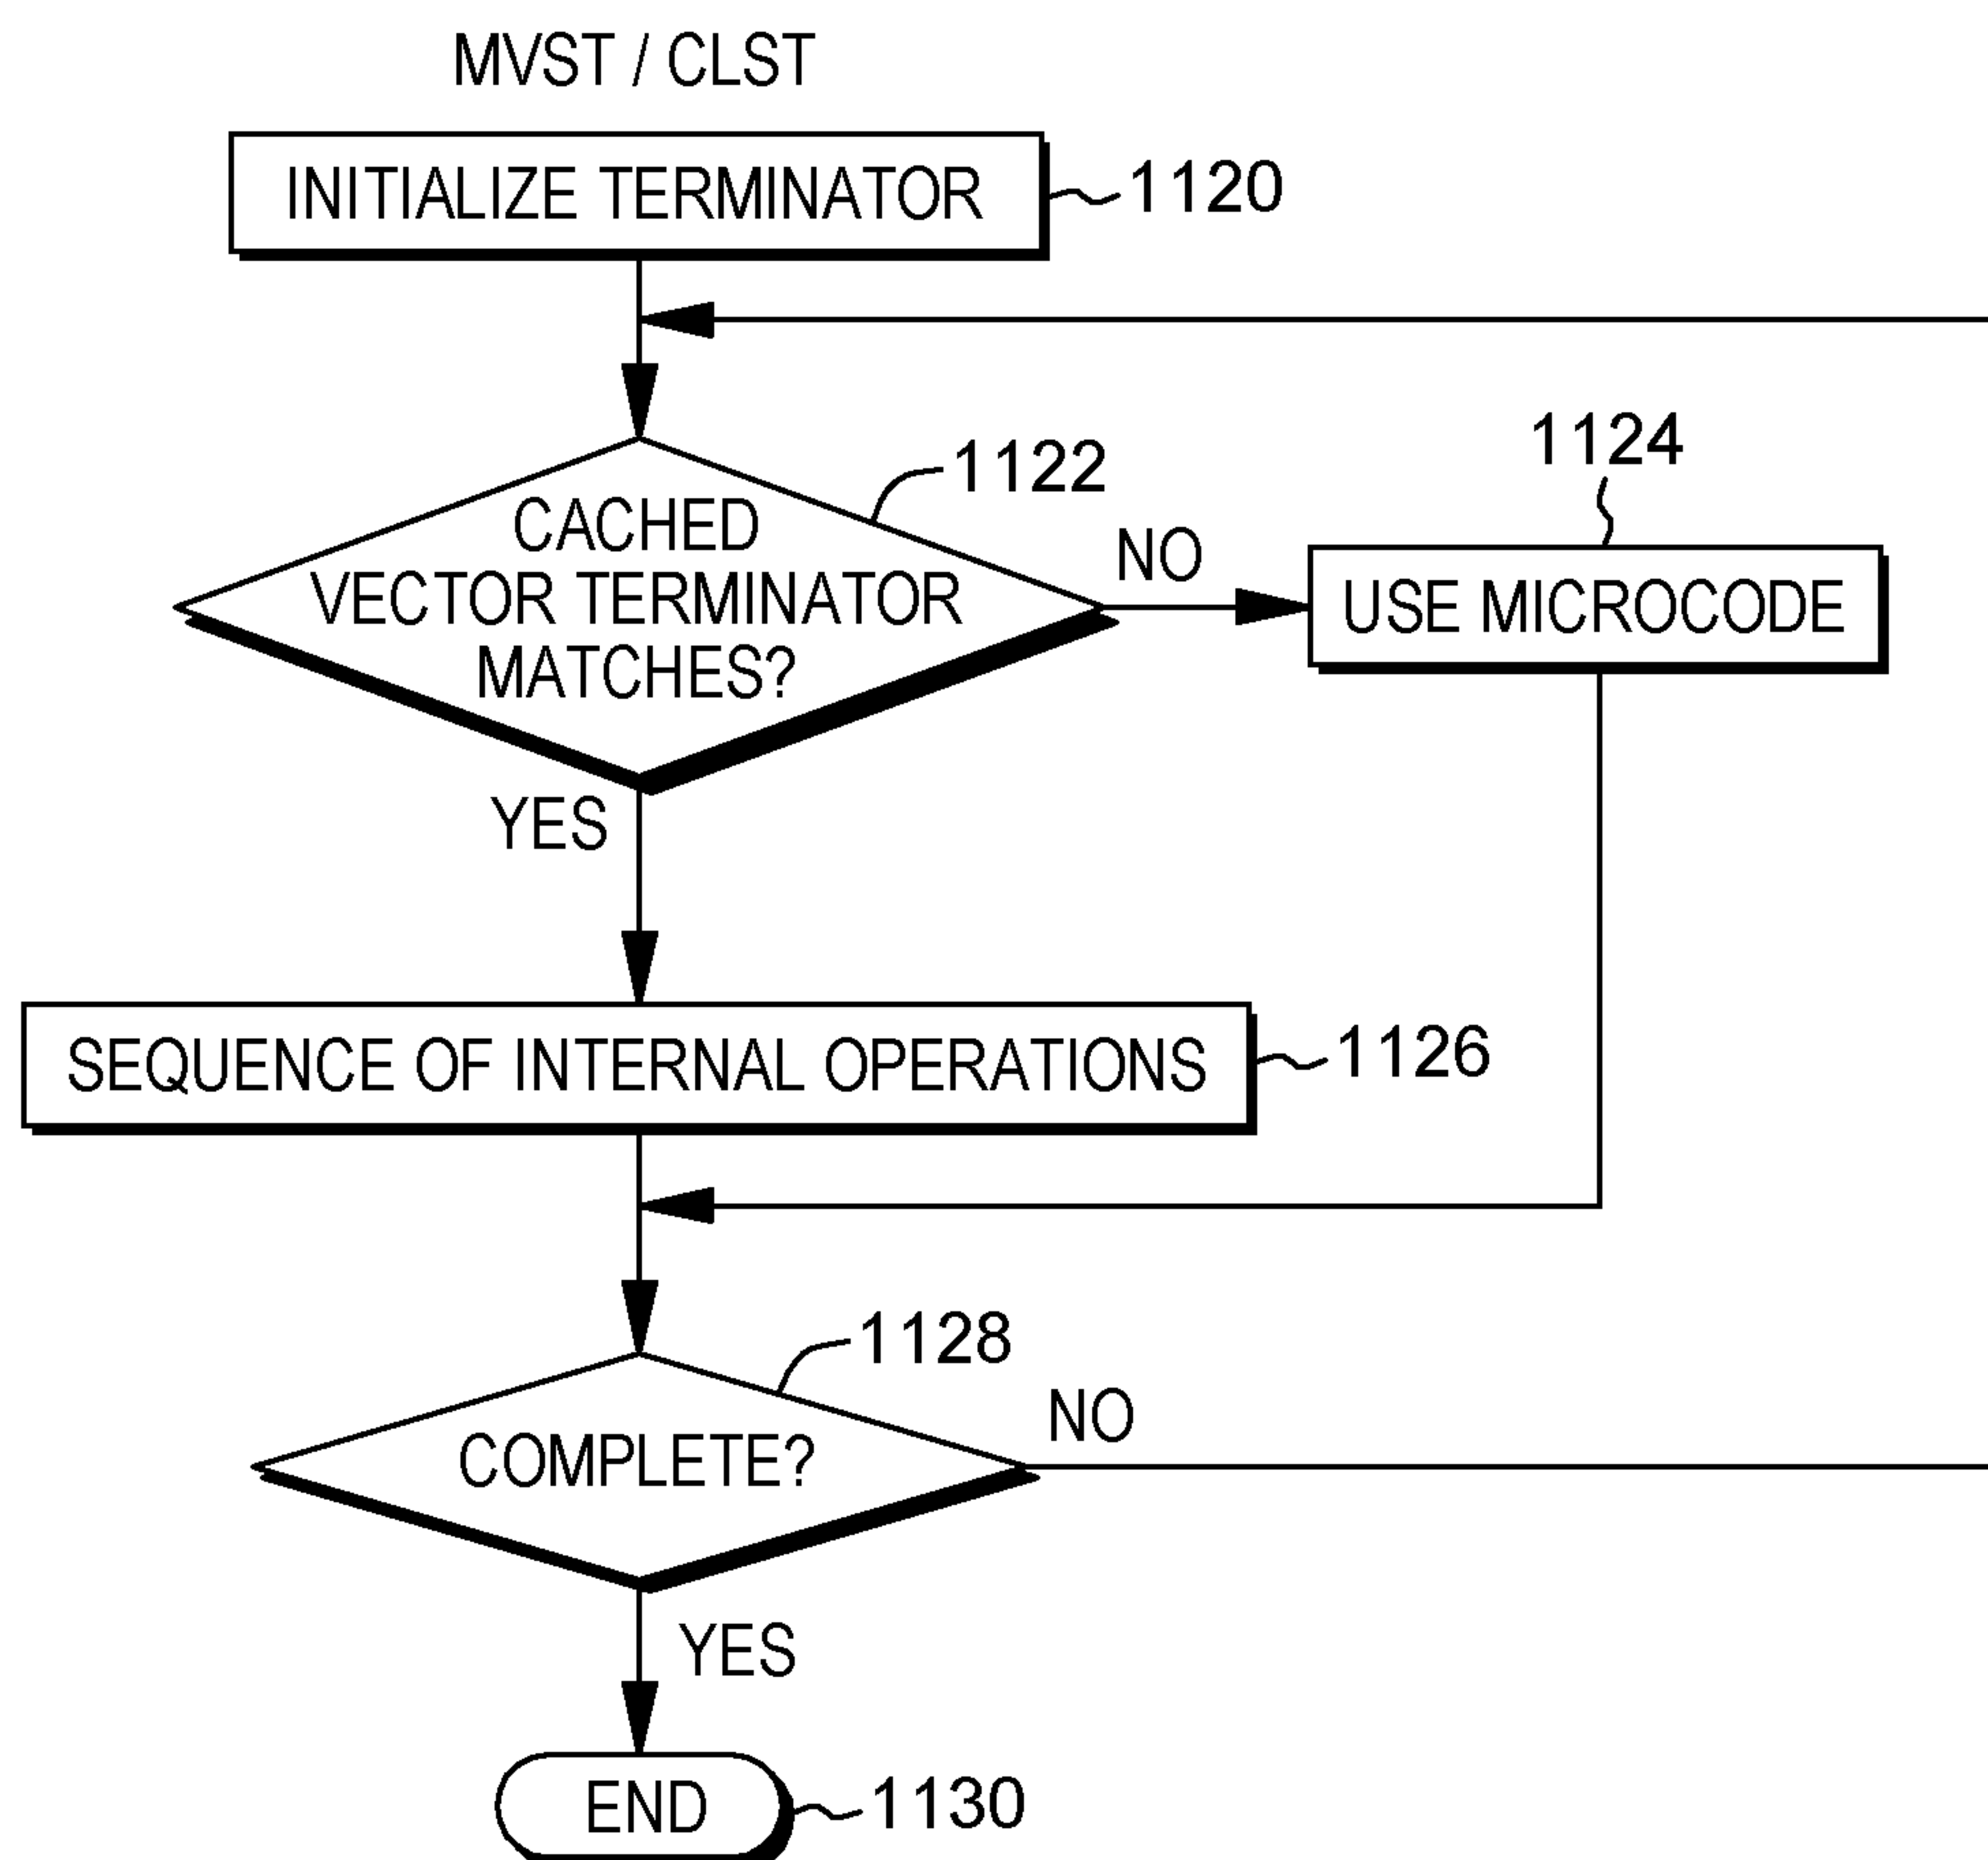 MVST / CLST
INITIALIZE TERMINATOR
1120
1122
CACHED
VECTOR TERMINATOR
MATCHES?
NO
1124
USE MICROCODE
YES
SEQUENCE OF INTERNAL OPERATIONS
1126
1128
COMPLETE?
NO
YES
END
1130